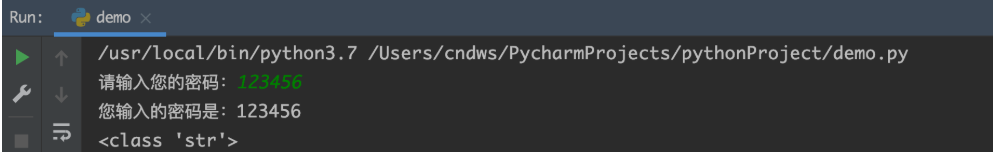 Run: demo
/usr/local/bin/python3.7 /Users/cndws/PycharmProjects/pythonProject/demo.py
请输入您的密码：123456
您输入的密码是：123456
<class 'str'>